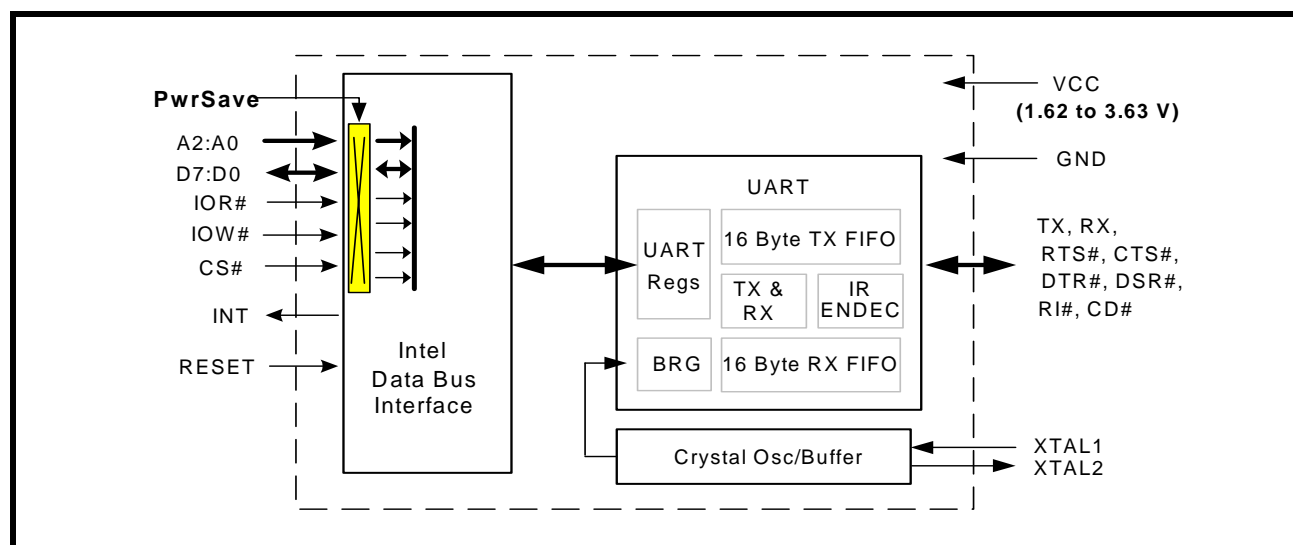 PwrSave
A2:A0
D7:D0
IOR#
IOW#
CS#
INT
RESET
Intel
Data Bus
Interface
UART
UART
Regs
16 Byte TX FIFO
TX &
RX
IR
ENDEC
BRG
16 Byte RX FIFO
Crystal Osc/Buffer
VCC
(1.62 to 3.63 V)
GND
TX, RX,
RTS#, CTS#,
DTR#, DSR#,
RI#, CD#
XTAL1
XTAL2